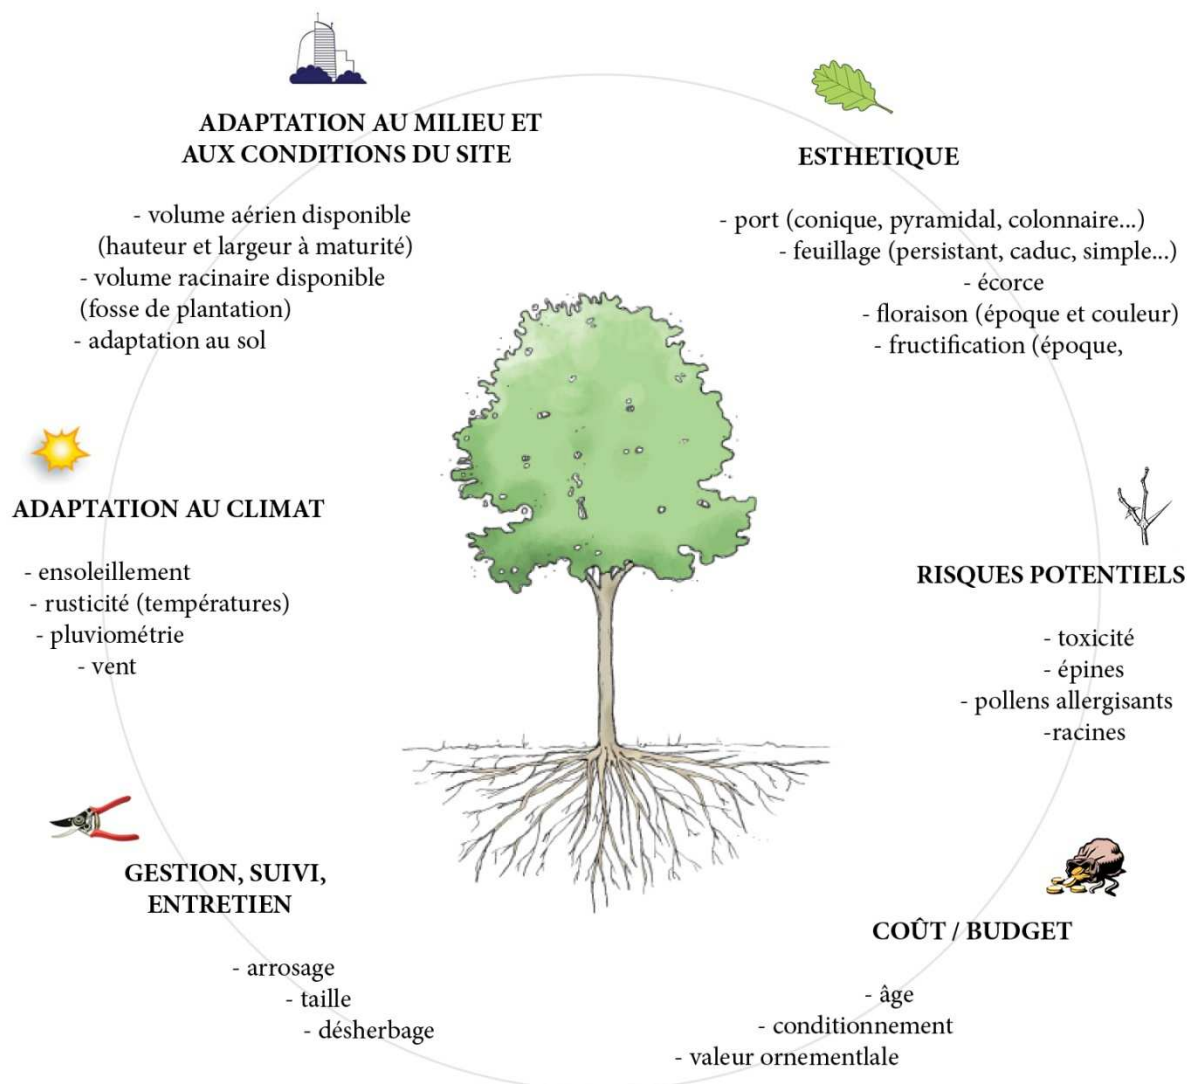 ADAPTATION AU MILIEU ET
AUX CONDITIONS DU SITE
- volume aérien disponible
(hauteur et largeur à maturité)
- volume racinaire disponible
(fosse de plantation)
- adaptation au sol
ESTHETIQUE
- port (conique, pyramidal, colonnaire...)
- feuillage (persistant, caduc, simple...)
- écorce
- floraison (époque et couleur)
- fructification (époque,
ADAPTATION AU CLIMAT
- ensoleillement
- rusticité (températures)
- pluviométrie
- vent
RISQUES POTENTIELS
- toxicité
- épines
- pollens allergisants
-racines
GESTION, SUIVI,
ENTRETIEN
- arrosage
- taille
- désherbage
COÛT / BUDGET
- âge
- conditionnement
- valeur ornementlale